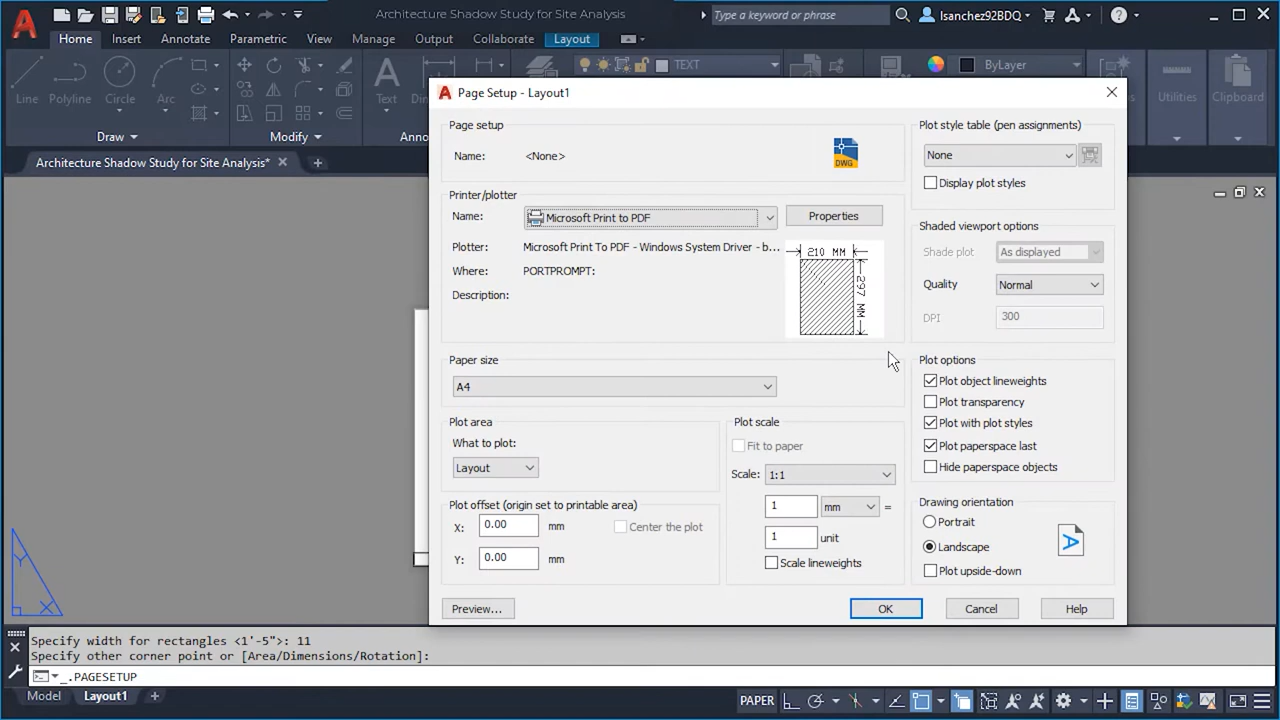 Architecture Shadow Study for Site Analysis
Type a keyword or phrase
lsanchez92BDQ
Home Insert Annotate Parametric View Manage Output Collaborate Layout
TEXT
ByLayer
Line Polyline Circle Arc
Text
Utilities
Clipboard
Draw
Modify
Architecture Shadow Study for Site Analysis*
Page Setup - Layout1
Page setup
Name: <None>
DWG
Printer/plotter
Name: Microsoft Print to PDF
Properties
Plotter: Microsoft Print To PDF - Windows System Driver - b...
Where: PORTPROMPT:
Description:
210 MM
297 MM
Paper size
A4
Plot area
What to plot:
Layout
Plot offset (origin set to printable area)
X: 0.00 mm
Center the plot
Y: 0.00 mm
Plot scale
Fit to paper
Scale: 1:1
1 mm =
1 unit
Scale lineweights
Plot style table (pen assignments)
None
Display plot styles
Shaded viewport options
Shade plot As displayed
Quality Normal
DPI 300
Plot options
Plot object lineweights
Plot transparency
Plot with plot styles
Plot paperspace last
Hide paperspace objects
Drawing orientation
Portrait
Landscape
A
Plot upside-down
Preview...
OK
Cancel
Help
Y
X
Specify width for rectangles <1'-5">: 11
Specify other corner point or [Area/Dimensions/Rotation]:
_.PAGESETUP
Model Layout1
PAPER